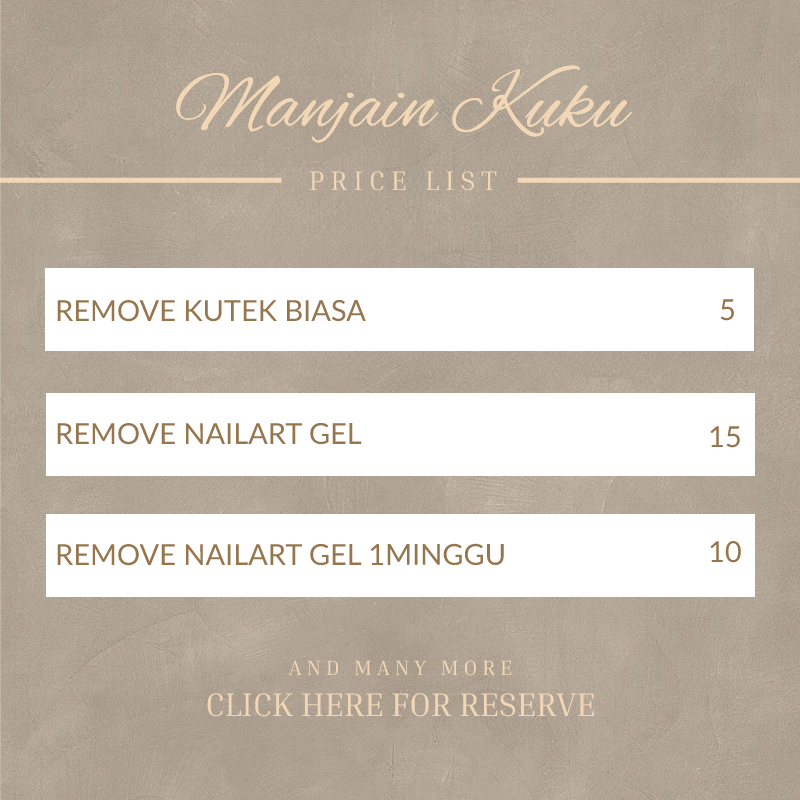 Manjain Kuku
PRICE LIST
REMOVE KUTEK BIASA 5
REMOVE NAILART GEL 15
REMOVE NAILART GEL 1MINGGU 10
AND MANY MORE
CLICK HERE FOR RESERVE